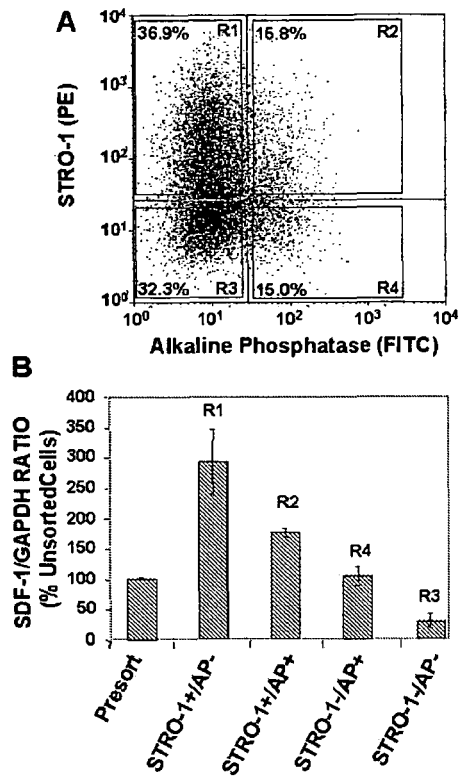 A
10⁴
36.9% R1
16.8% R2
10³
10²
10¹
32.3% R3
15.0% R4
10⁰
STRO-1 (PE)
10⁰ 10¹ 10² 10³ 10⁴
Alkaline Phosphatase (FITC)
B
SDF-1/GAPDH RATIO
(% UnsortedCells)
400
350
300
250
200
150
100
50
0
R1
R2
R4
R3
Presort
STRO-1+/AP-
STRO-1+/AP+
STRO-1-/AP+
STRO-1-/AP-